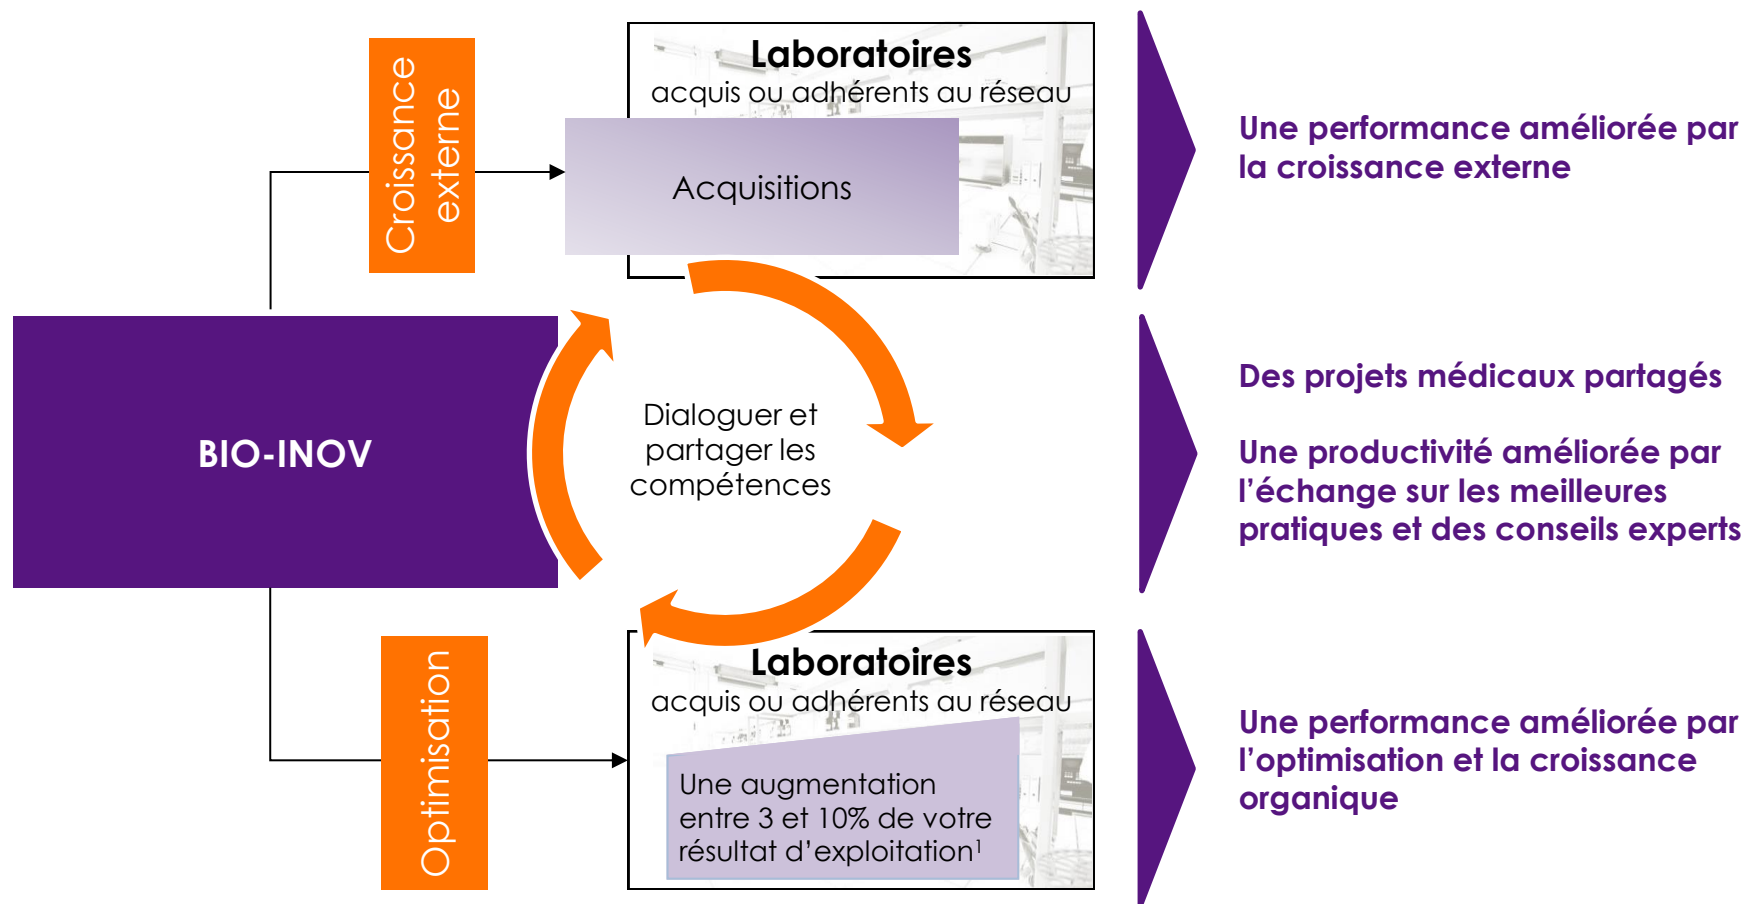 Croissance
externe
Laboratoires
acquis ou adhérents au réseau
Acquisitions
Une performance améliorée par
la croissance externe
BIO-INOV
Dialoguer et
partager les
compétences
Des projets médicaux partagés
Une productivité améliorée par
l’échange sur les meilleures
pratiques et des conseils experts
Optimisation
Laboratoires
acquis ou adhérents au réseau
Une augmentation
entre 3 et 10% de votre
résultat d’exploitation¹
Une performance améliorée par
l’optimisation et la croissance
organique